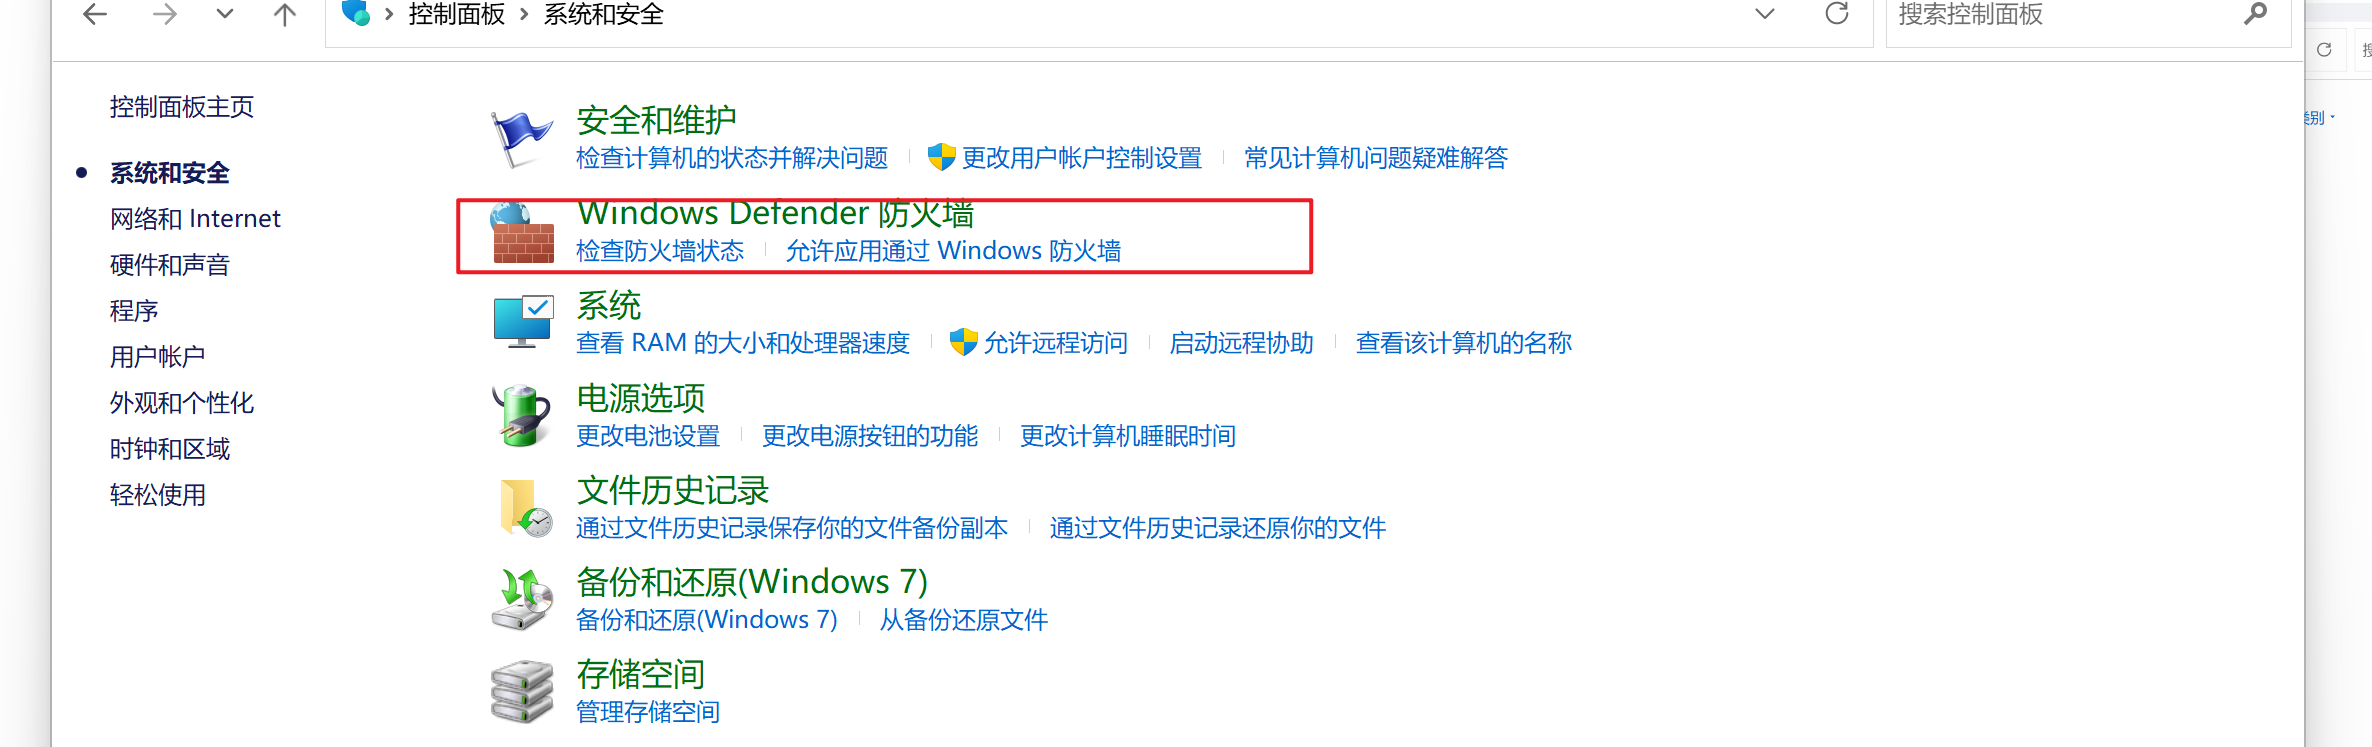 控制面板 > 系统和安全
搜索控制面板
控制面板主页
系统和安全
网络和 Internet
硬件和声音
程序
用户帐户
外观和个性化
时钟和区域
轻松使用
安全和维护
检查计算机的状态并解决问题 更改用户帐户控制设置 常见计算机问题疑难解答
Windows Defender 防火墙
检查防火墙状态 允许应用通过 Windows 防火墙
系统
查看 RAM 的大小和处理器速度 允许远程访问 启动远程协助 查看该计算机的名称
电源选项
更改电池设置 更改电源按钮的功能 更改计算机睡眠时间
文件历史记录
通过文件历史记录保存你的文件备份副本 通过文件历史记录还原你的文件
备份和还原(Windows 7)
备份和还原(Windows 7) 从备份还原文件
存储空间
管理存储空间
别